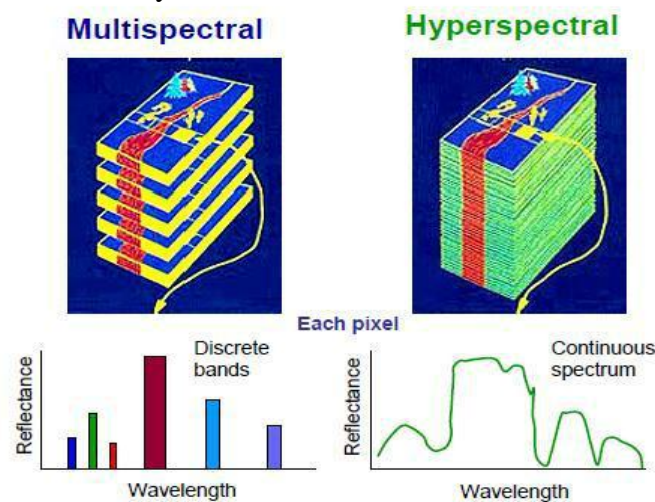 Multispectral
Hyperspectral
Each pixel
Reflectance
Discrete
bands
Wavelength
Reflectance
Continuous
spectrum
Wavelength